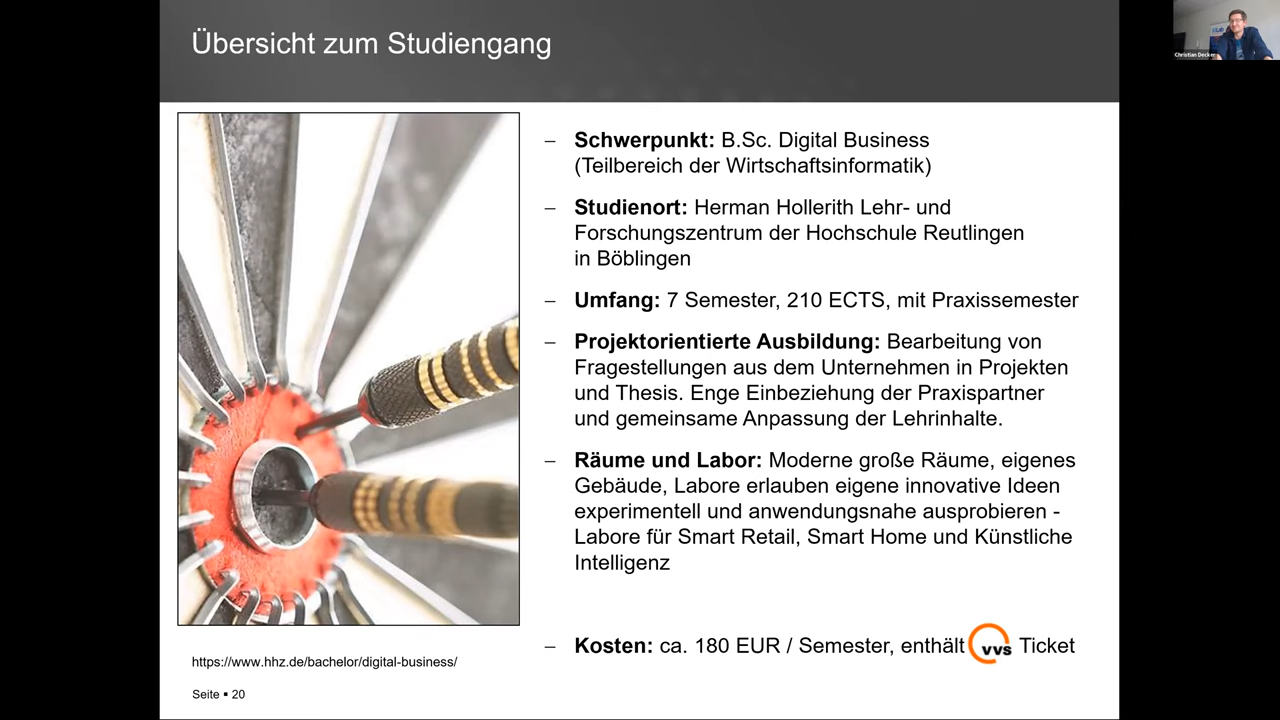 Übersicht zum Studiengang
Christian Decker
– Schwerpunkt: B.Sc. Digital Business
(Teilbereich der Wirtschaftsinformatik)
– Studienort: Herman Hollerith Lehr- und
Forschungszentrum der Hochschule Reutlingen
in Böblingen
– Umfang: 7 Semester, 210 ECTS, mit Praxissemester
– Projektorientierte Ausbildung: Bearbeitung von
Fragestellungen aus dem Unternehmen in Projekten
und Thesis. Enge Einbeziehung der Praxispartner
und gemeinsame Anpassung der Lehrinhalte.
– Räume und Labor: Moderne große Räume, eigenes
Gebäude, Labore erlauben eigene innovative Ideen
experimentell und anwendungsnahe ausprobieren -
Labore für Smart Retail, Smart Home und Künstliche
Intelligenz
– Kosten: ca. 180 EUR / Semester, enthält vvs Ticket
https://www.hhz.de/bachelor/digital-business/
Seite ▪ 20